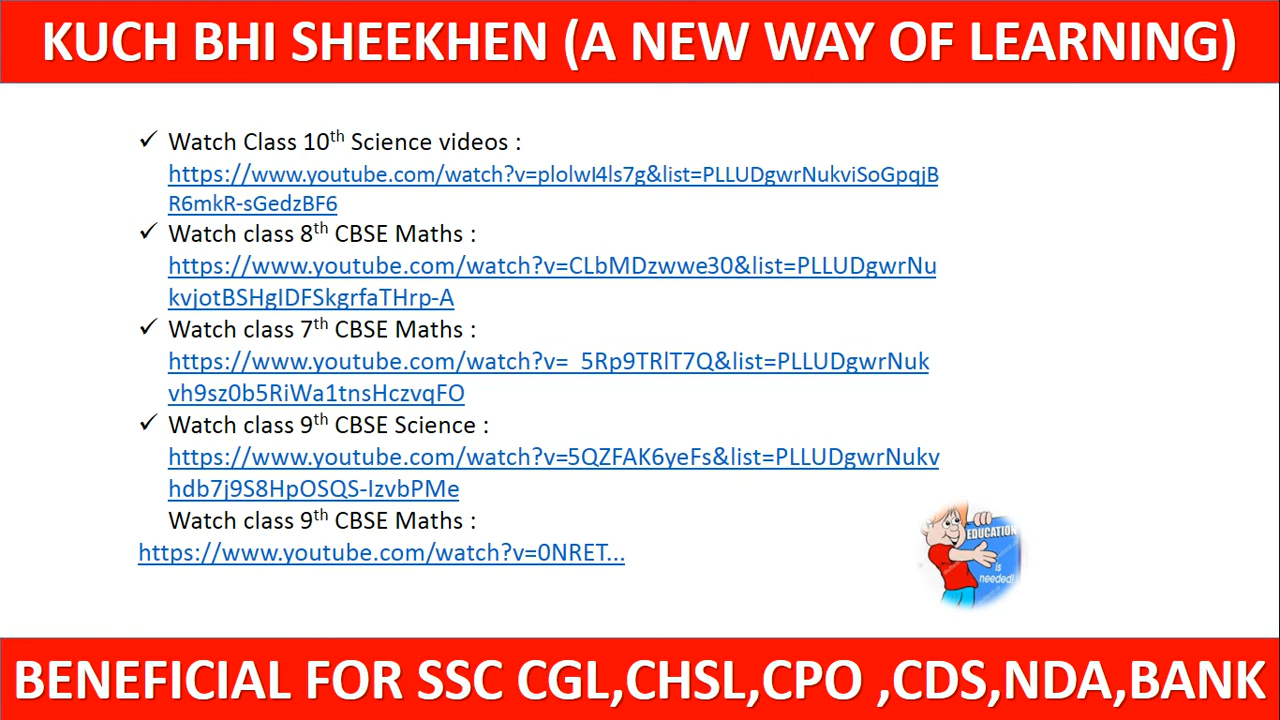 KUCH BHI SHEEKHEN (A NEW WAY OF LEARNING)
✓ Watch Class 10th Science videos :
https://www.youtube.com/watch?v=plolwI4ls7g&list=PLLUDgwrNukviSoGpqjB
R6mkR-sGedzBF6
✓ Watch class 8th CBSE Maths :
https://www.youtube.com/watch?v=CLbMDzwwe30&list=PLLUDgwrNu
kvjotBSHgIDFSkgrfaTHrp-A
✓ Watch class 7th CBSE Maths :
https://www.youtube.com/watch?v=_5Rp9TRlT7Q&list=PLLUDgwrNuk
vh9sz0b5RiWa1tnsHczvqFO
✓ Watch class 9th CBSE Science :
https://www.youtube.com/watch?v=5QZFAK6yeFs&list=PLLUDgwrNukv
hdb7j9S8HpOSQS-IzvbPMe
Watch class 9th CBSE Maths :
https://www.youtube.com/watch?v=0NRET...
EDUCATION
is
needed!
BENEFICIAL FOR SSC CGL,CHSL,CPO ,CDS,NDA,BANK